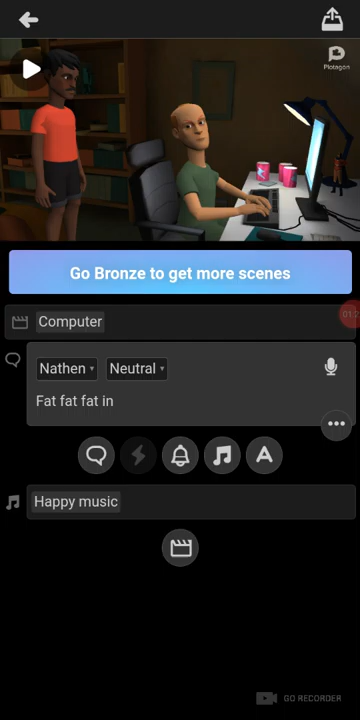 Plotagon
Go Bronze to get more scenes
Computer
Nathen Neutral
Fat fat fat in
Happy music
GO RECORDER